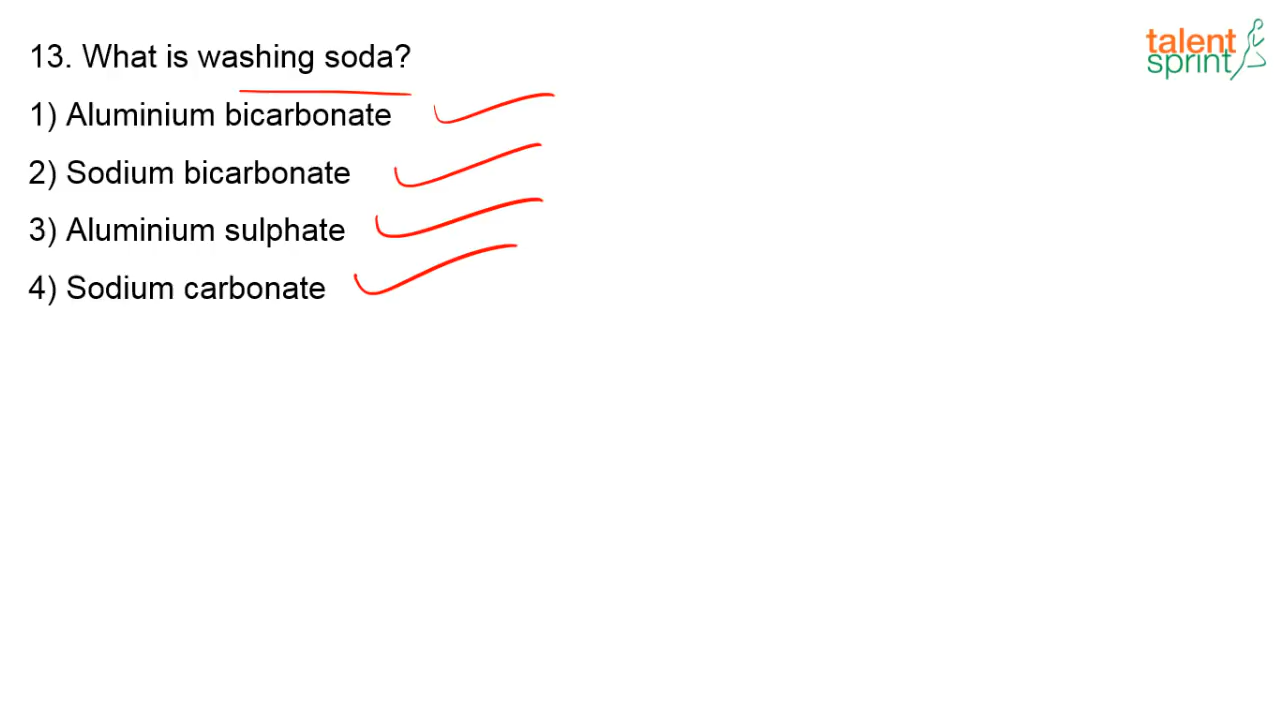 13. What is washing soda?
1) Aluminium bicarbonate
2) Sodium bicarbonate
3) Aluminium sulphate
4) Sodium carbonate
talent
sprint